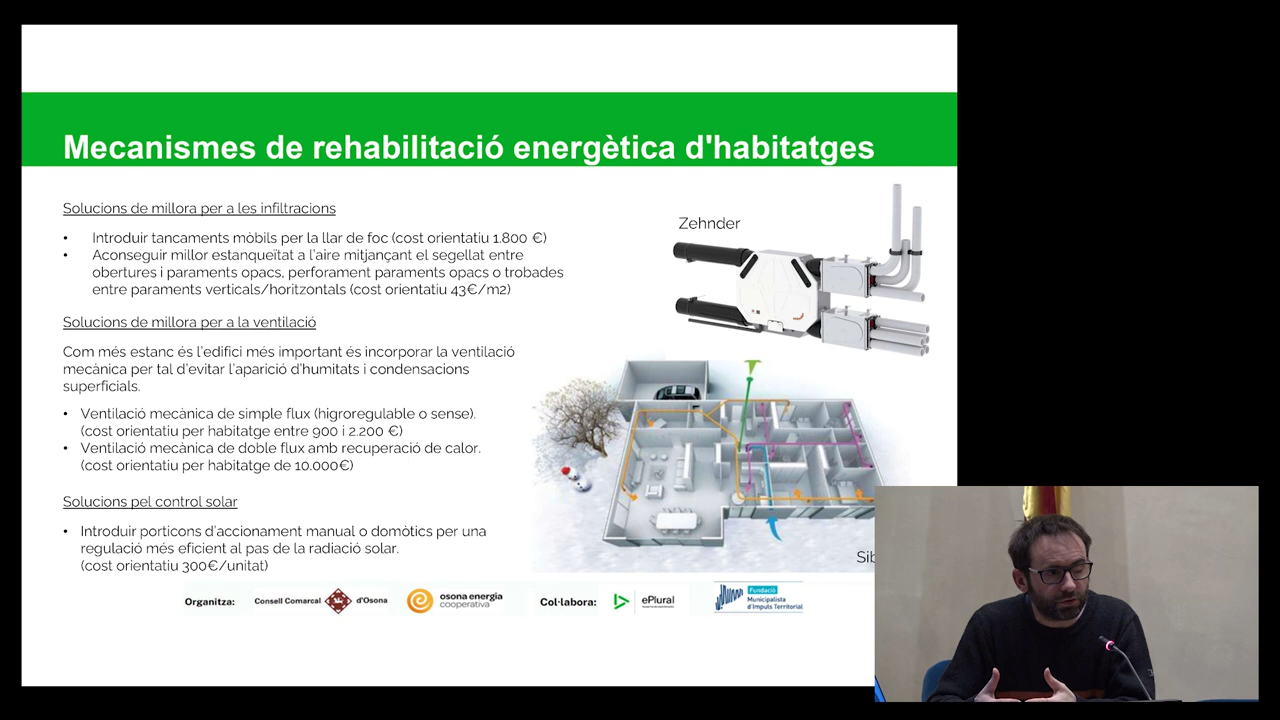 Mecanismes de rehabilitació energètica d'habitatges
Solucions de millora per a les infiltracions
• Introduir tancaments mòbils per la llar de foc (cost orientatiu 1.800 €)
• Aconseguir millor estanqueïtat a l'aire mitjançant el segellat entre
obertures i paraments opacs, perforament paraments opacs o trobades
entre paraments verticals/horitzontals (cost orientatiu 43€/m2)
Solucions de millora per a la ventilació
Com més estanc és l'edifici més important és incorporar la ventilació
mecànica per tal d'evitar l'aparició d'humitats i condensacions
superficials.
• Ventilació mecànica de simple flux (higroregulable o sense).
(cost orientatiu per habitatge entre 900 i 2.200 €)
• Ventilació mecànica de doble flux amb recuperació de calor.
(cost orientatiu per habitatge de 10.000€)
Solucions pel control solar
• Introduir porticons d'accionament manual o domòtics per una
regulació més eficient al pas de la radiació solar.
(cost orientatiu 300€/unitat)
Zehnder
Organitza:
Consell Comarcal d'Osona
osona energia
cooperativa
Col·labora:
ePlural
Fundació
Municipalista
d'Impuls Territorial